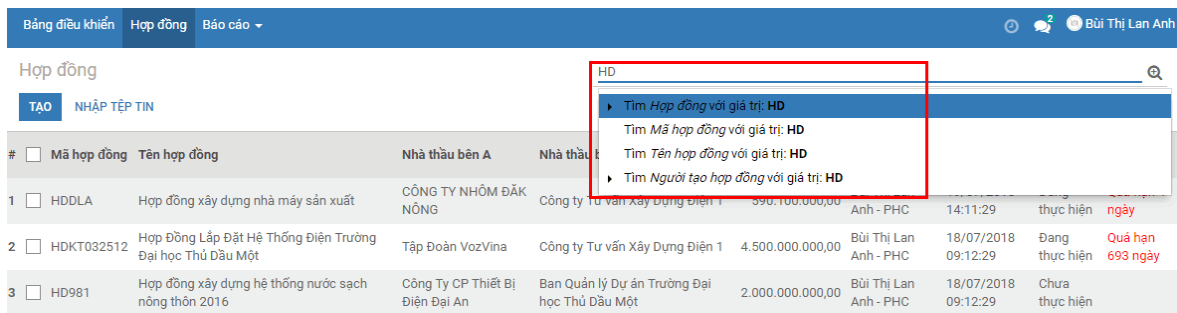 Bảng điều khiển Hợp đồng Báo cáo 2 Bùi Thị Lan Anh
Hợp đồng HD
TẠO NHẬP TỆP TIN
Tìm Hợp đồng với giá trị: HD
Tìm Mã hợp đồng với giá trị: HD
Tìm Tên hợp đồng với giá trị: HD
Tìm Người tạo hợp đồng với giá trị: HD
# Mã hợp đồng Tên hợp đồng Nhà thầu bên A Nhà thầu
1 HDDLA Hợp đồng xây dựng nhà máy sản xuất CÔNG TY NHÔM ĐĂK NÔNG Công ty Tư vấn Xây Dựng Điện 1 590.100.000,00 Bùi Thị Lan Anh - PHC 14:11:29 thực hiện ngày
2 HDKT032512 Hợp Đồng Lắp Đặt Hệ Thống Điện Trường Tập Đoàn VozVina Công ty Tư vấn Xây Dựng Điện 1 4.500.000.000,00 Bùi Thị Lan 18/07/2018 Đang Quá hạn
Đại học Thủ Dầu Một Anh - PHC 09:12:29 thực hiện 693 ngày
3 HD981 Hợp đồng xây dựng hệ thống nước sạch Công Ty CP Thiết Bị Ban Quản lý Dự án Trường Đại 2.000.000.000,00 Bùi Thị Lan 18/07/2018 Chưa
nông thôn 2016 Điện Đại An học Thủ Dầu Một Anh - PHC 09:12:29 thực hiện